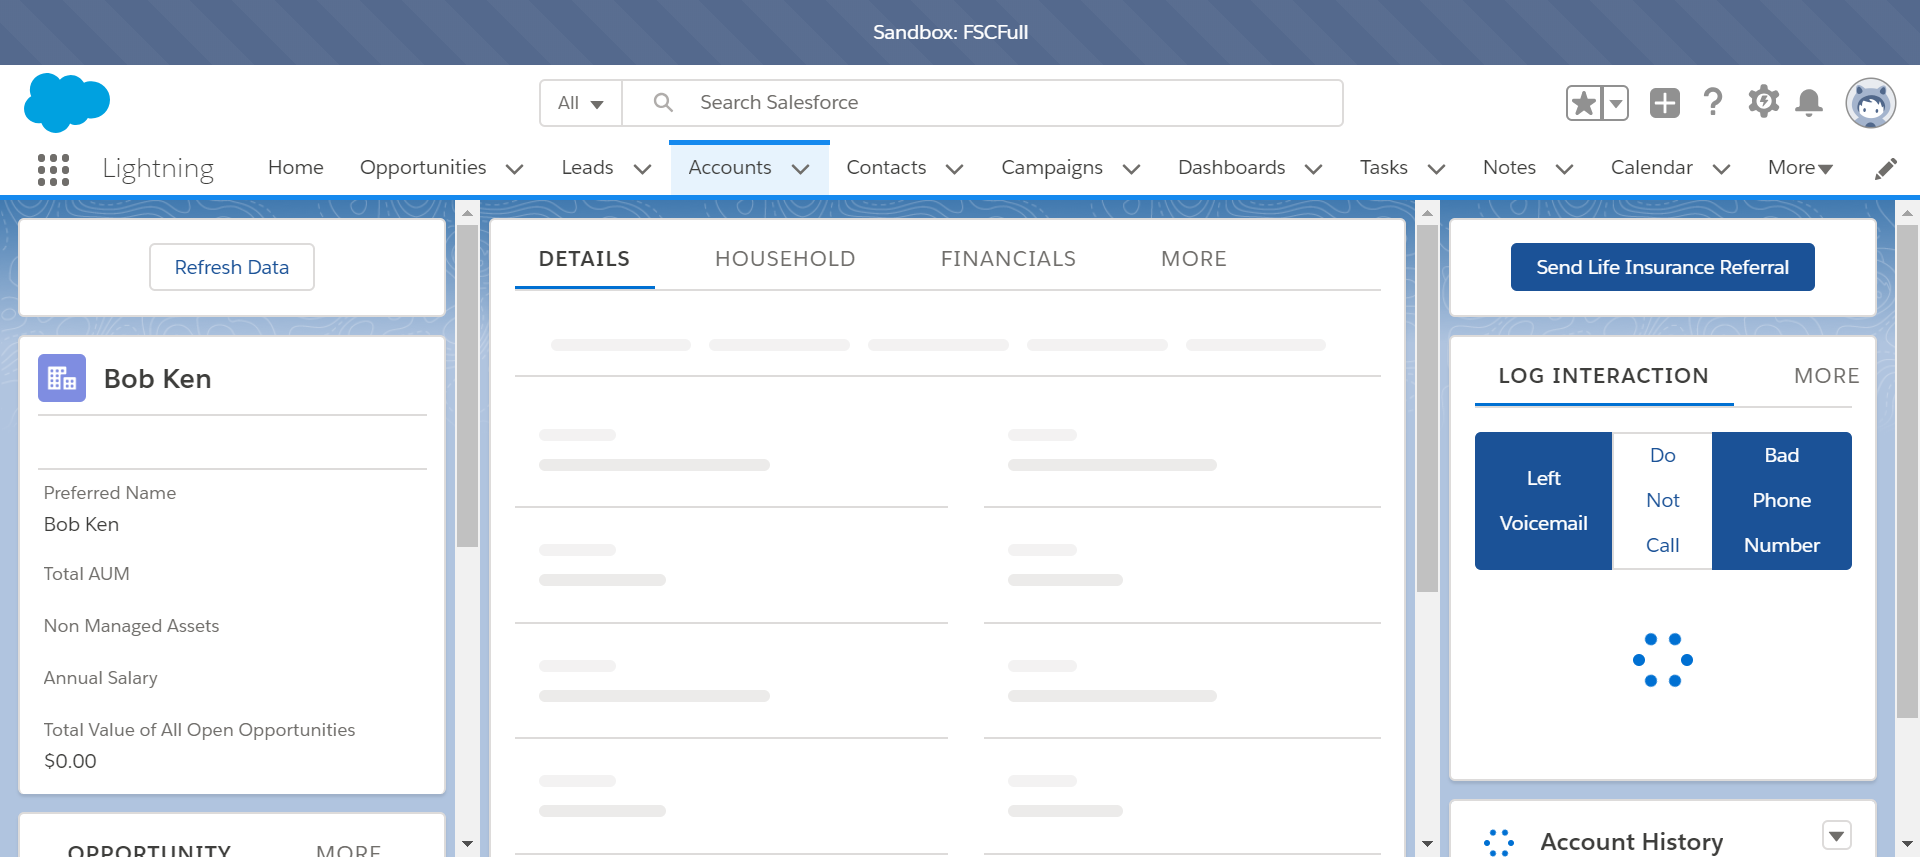 Sandbox: FSCFull
All
Search Salesforce
Lightning
Home
Opportunities
Leads
Accounts
Contacts
Campaigns
Dashboards
Tasks
Notes
Calendar
More
Refresh Data
Bob Ken
Preferred Name
Bob Ken
Total AUM
Non Managed Assets
Annual Salary
Total Value of All Open Opportunities
$0.00
OPPORTUNITY
MORE
DETAILS
HOUSEHOLD
FINANCIALS
MORE
Send Life Insurance Referral
LOG INTERACTION
MORE
Left
Voicemail
Do
Not
Call
Bad
Phone
Number
Account History